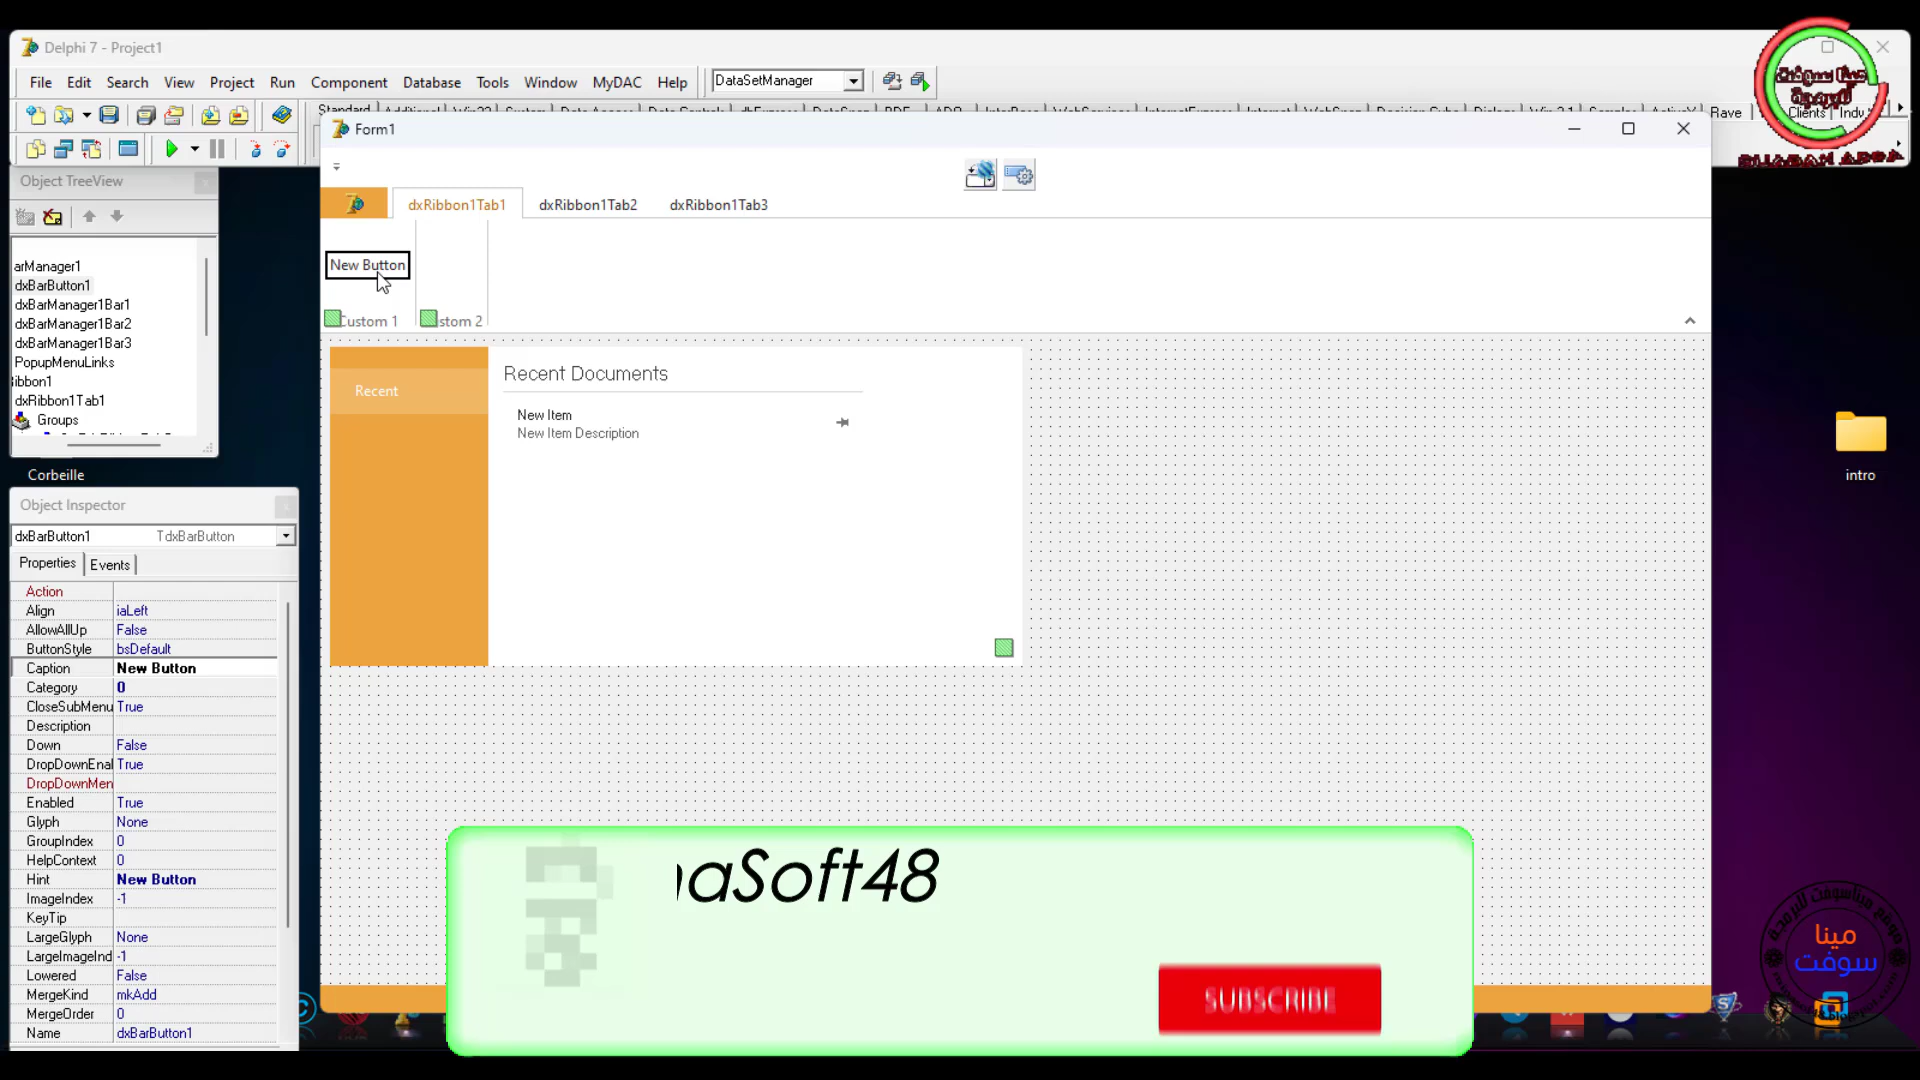 Delphi 7 - Project1
File Edit Search View Project Run Component Database Tools Window MyDAC Help
DataSetManager
Rave
Clients
Form1
Object TreeView
dxRibbon1Tab1 dxRibbon1Tab2 dxRibbon1Tab3
New Button
Custom 1
stom 2
arManager1
dxBarButton1
dxBarManager1Bar1
dxBarManager1Bar2
dxBarManager1Bar3
PopupMenuLinks
ibbon1
dxRibbon1Tab1
Groups
Recent
Recent Documents
New Item
New Item Description
Corbeille
intro
Object Inspector
dxBarButton1 TdxBarButton
Properties Events
Action
Align iaLeft
AllowAllUp False
ButtonStyle bsDefault
Caption New Button
Category 0
CloseSubMenu True
Description
Down False
DropDownEnal True
DropDownMen
Enabled True
Glyph None
GroupIndex 0
HelpContext 0
Hint New Button
ImageIndex -1
KeyTip
LargeGlyph None
LargeImageInd -1
Lowered False
MergeKind mkAdd
MergeOrder 0
Name dxBarButton1
aSoft48
SUBSCRIBE
مينا
سوفت